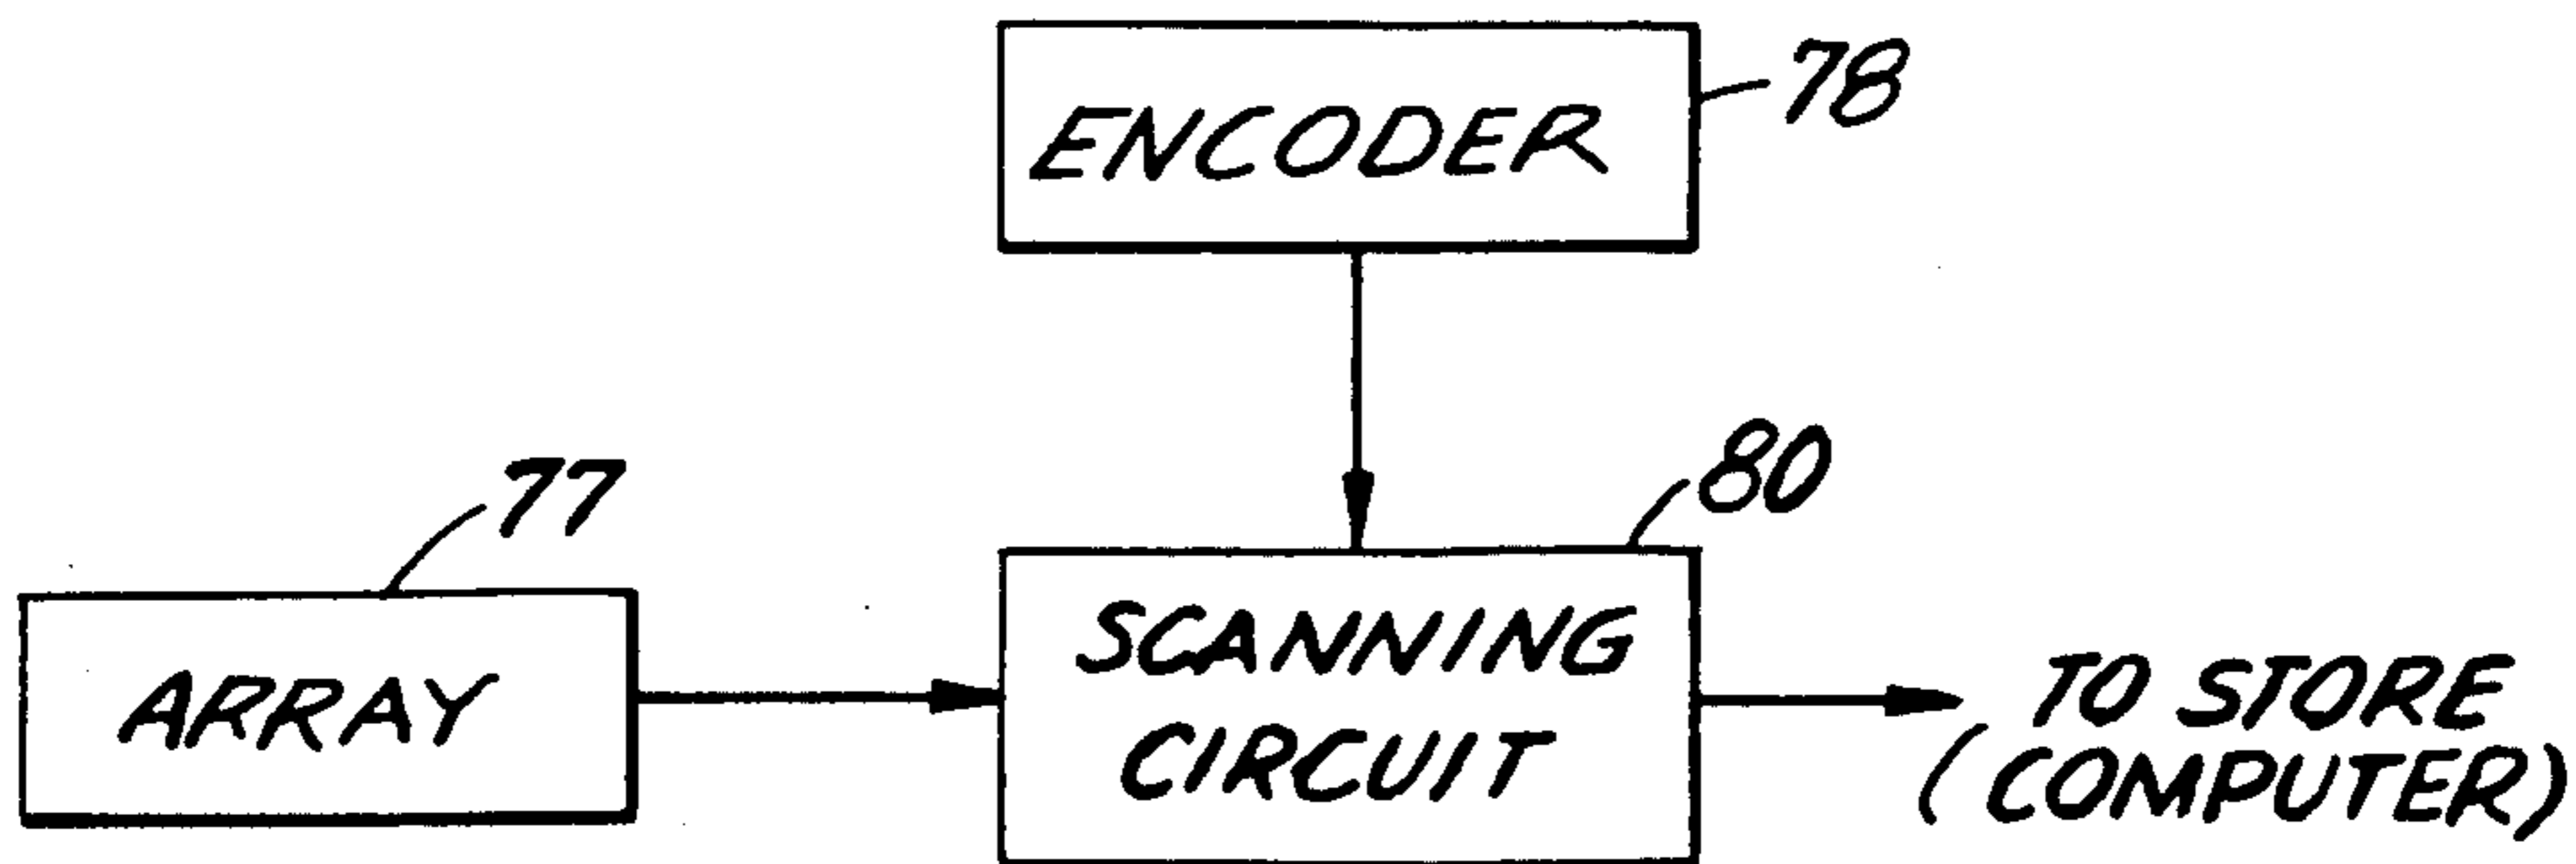 ENCODER
78
77
80
ARRAY
SCANNING
CIRCUIT
TO STORE
(COMPUTER)